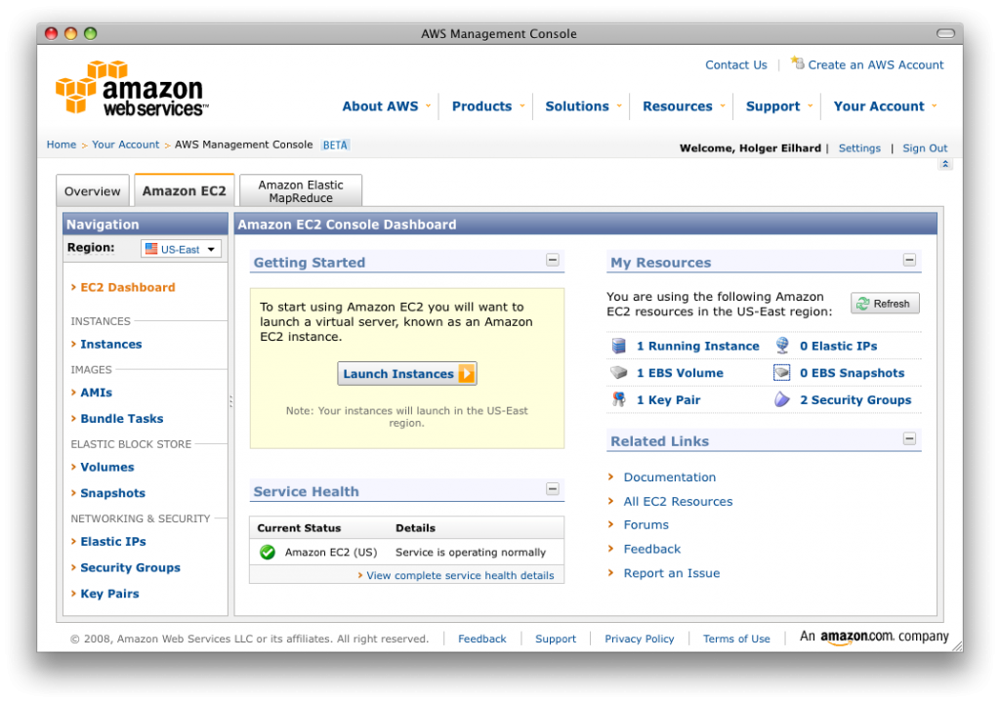 AWS Management Console
amazon
web services™
Contact Us | Create an AWS Account
About AWS Products Solutions Resources Support Your Account
Home > Your Account > AWS Management Console BETA
Welcome, Holger Eilhard | Settings | Sign Out
Overview
Amazon EC2
Amazon Elastic
MapReduce
Navigation
Region: US-East
EC2 Dashboard
INSTANCES
Instances
IMAGES
AMIs
Bundle Tasks
ELASTIC BLOCK STORE
Volumes
Snapshots
NETWORKING & SECURITY
Elastic IPs
Security Groups
Key Pairs
Amazon EC2 Console Dashboard
Getting Started
To start using Amazon EC2 you will want to
launch a virtual server, known as an Amazon
EC2 instance.
Launch Instances
Note: Your instances will launch in the US-East
region.
Service Health
Current Status Details
Amazon EC2 (US) Service is operating normally
View complete service health details
My Resources
You are using the following Amazon
EC2 resources in the US-East region:
Refresh
1 Running Instance 0 Elastic IPs
1 EBS Volume 0 EBS Snapshots
1 Key Pair 2 Security Groups
Related Links
Documentation
All EC2 Resources
Forums
Feedback
Report an Issue
© 2008, Amazon Web Services LLC or its affiliates. All right reserved. | Feedback | Support | Privacy Policy | Terms of Use | An amazon.com. company